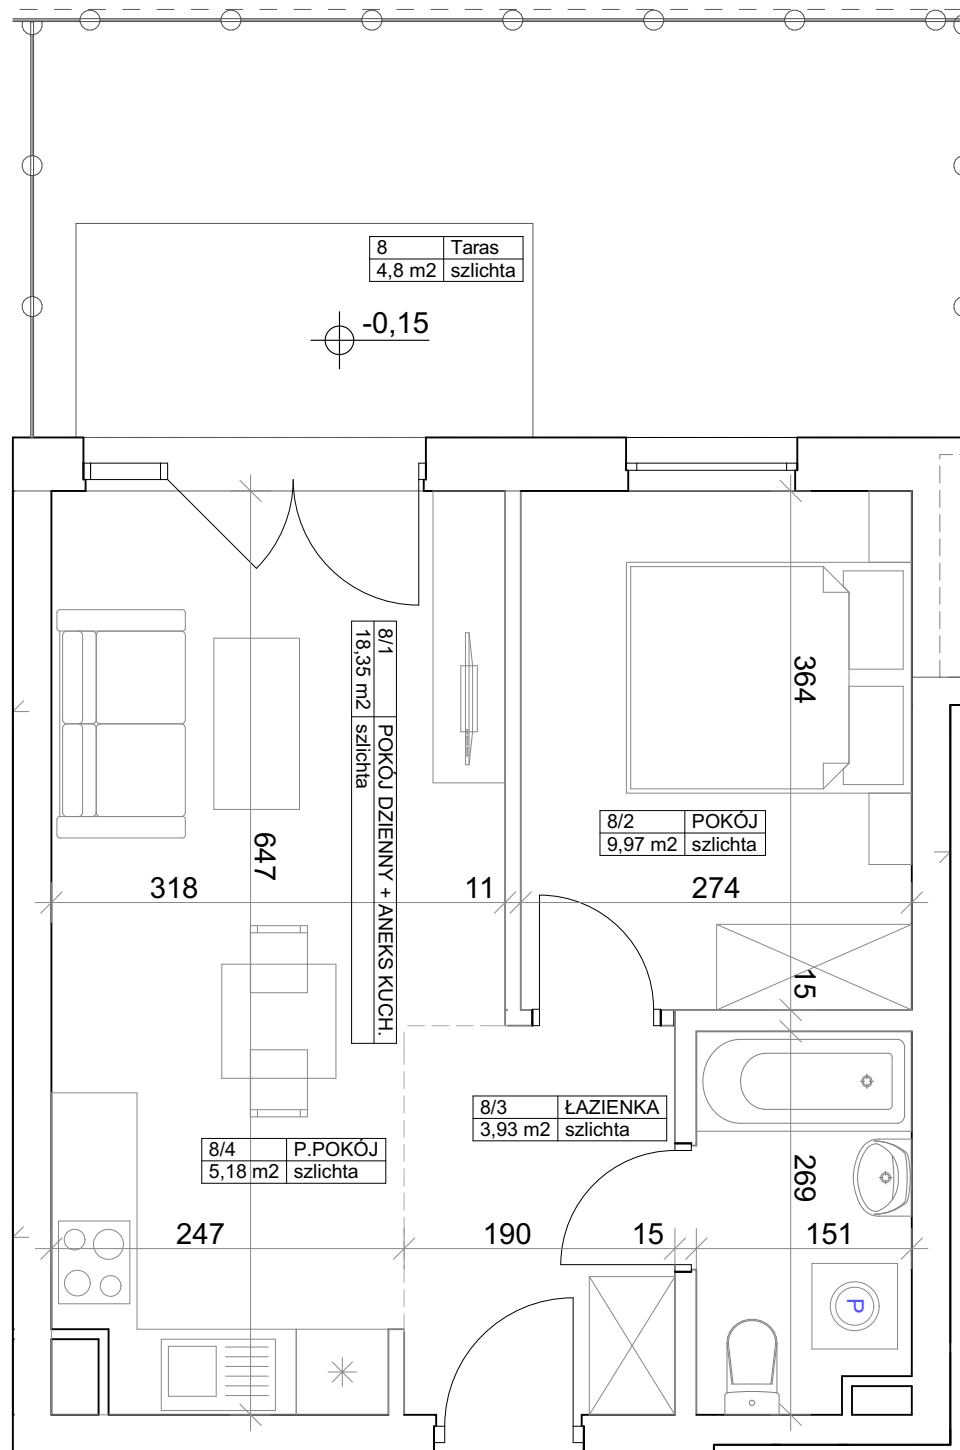 8 Taras
4,8 m2 szlichta
-0,15
8/1 POKÓJ DZIENNY + ANEKS KUCH.
18,35 m2 szlichta
364
8/2 POKÓJ
9,97 m2 szlichta
647
318
11
274
15
8/3 ŁAZIENKA
3,93 m2 szlichta
8/4 P.POKÓJ
5,18 m2 szlichta
269
247
190
15
151
P